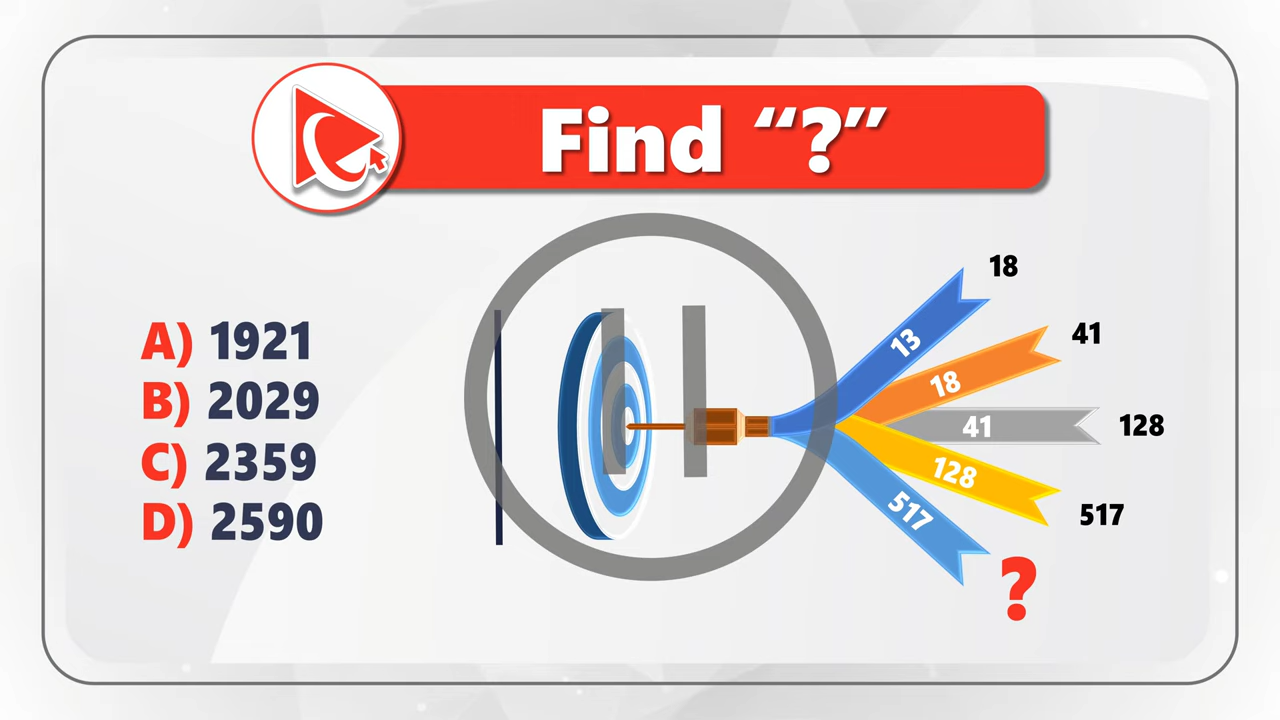 Find “?”
A) 1921
B) 2029
C) 2359
D) 2590
13 18
18 41
41 128
128 517
517 ?